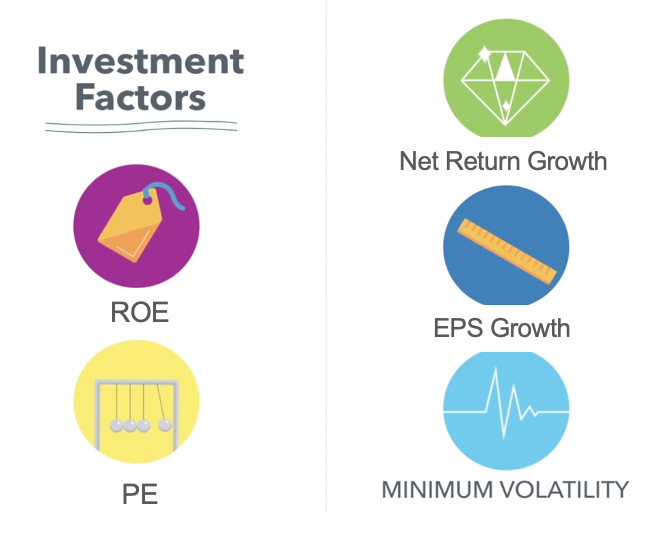 Investment
Factors
ROE
PE
Net Return Growth
EPS Growth
MINIMUM VOLATILITY